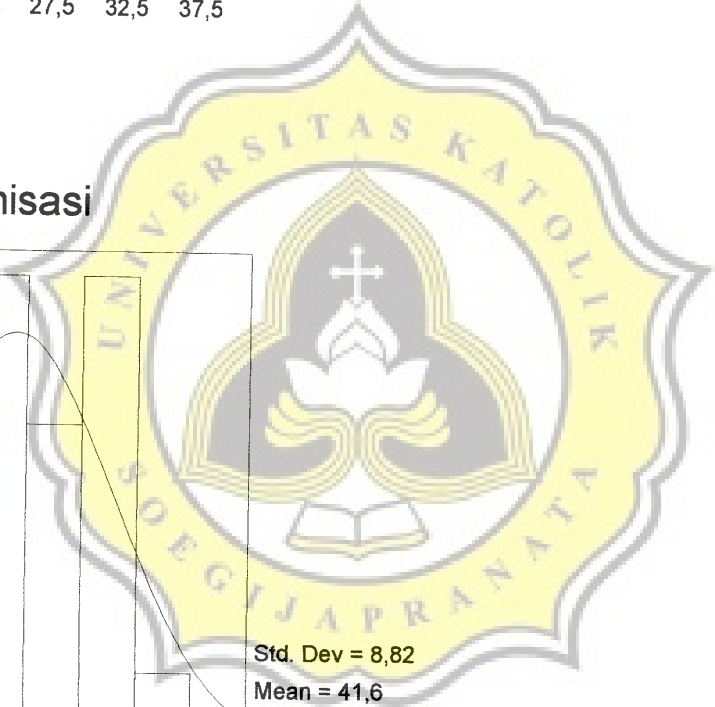 27,5 32,5 37,5
nisasi
UNIVERSITAS KATOLIK
SOEGIJAPRANATA
Std. Dev = 8,82
Mean = 41,6